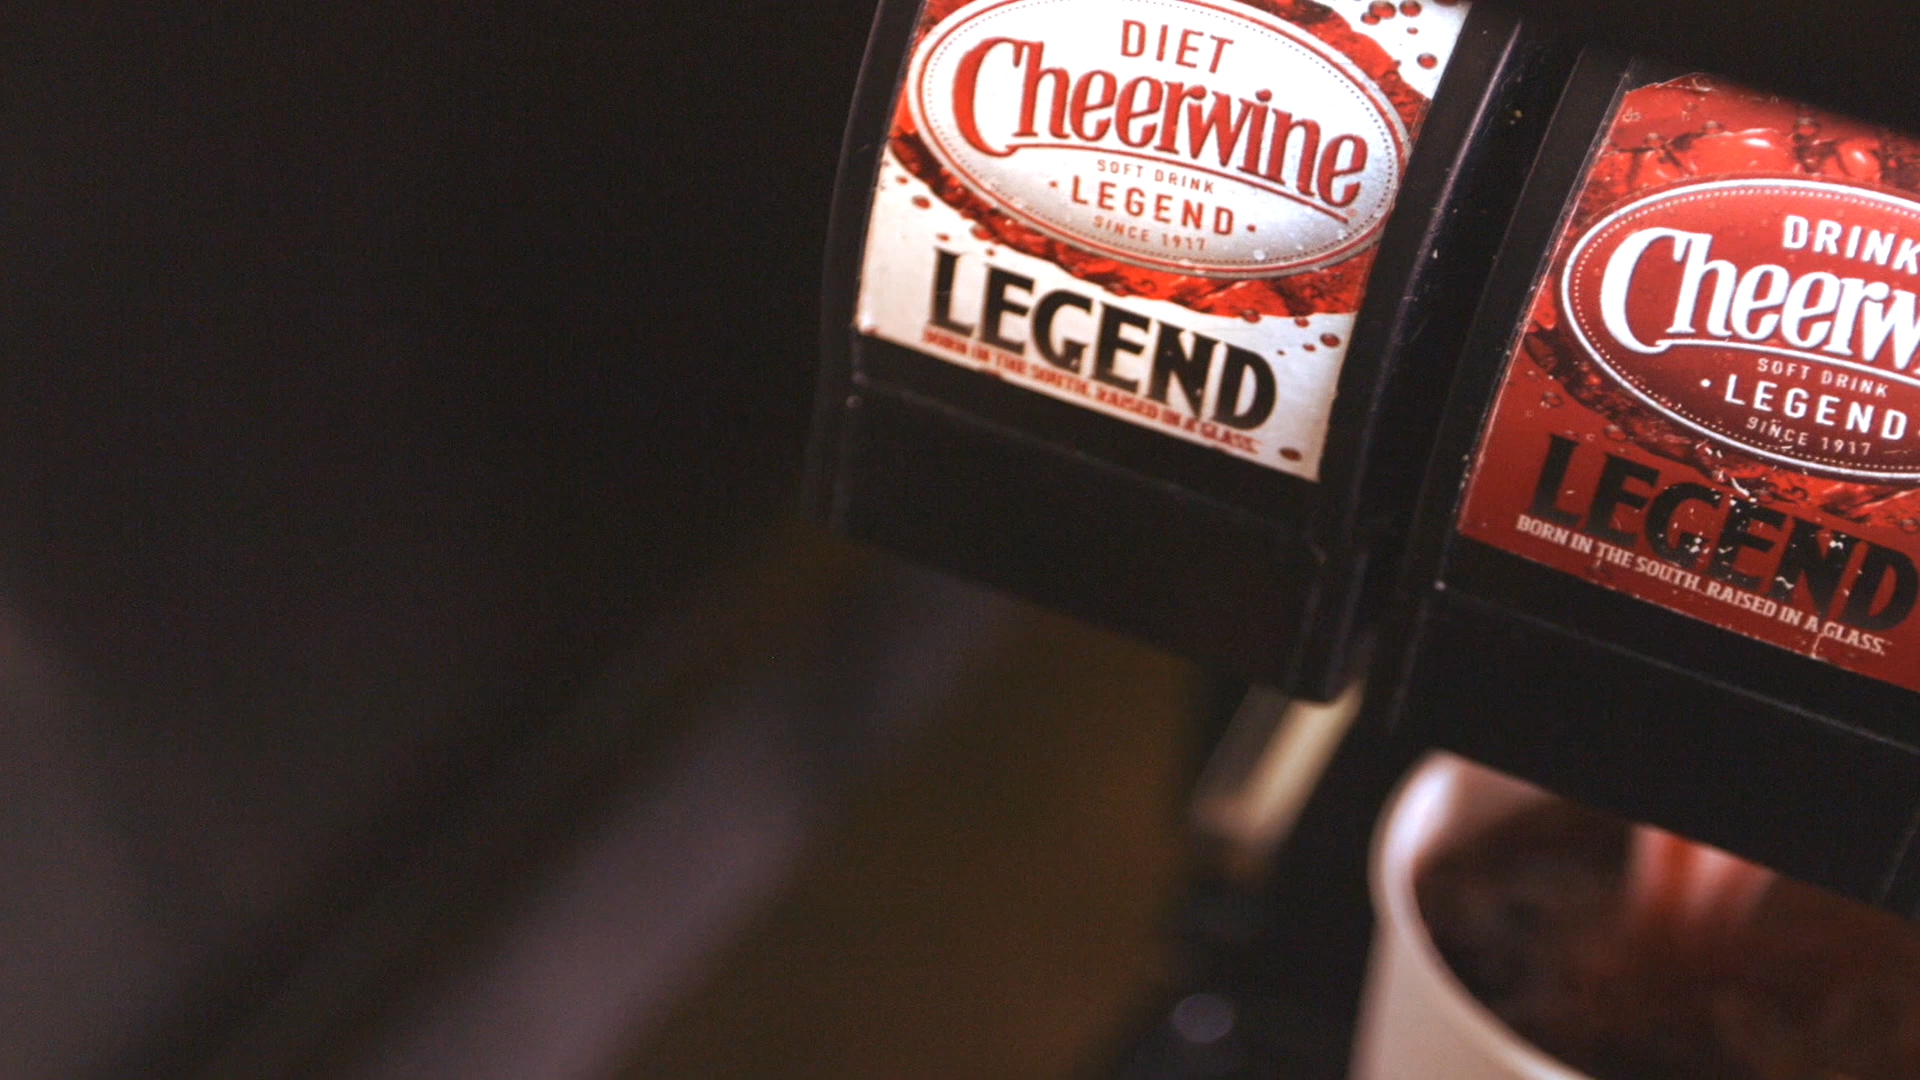 DIET
Cheerwine
SOFT DRINK
• LEGEND •
SINCE 1917
LEGEND
BORN IN THE SOUTH. RAISED IN A GLASS.
DRINK
Cheerw
SOFT DRINK
• LEGEND
SINCE 1917
LEGEND
BORN IN THE SOUTH. RAISED IN A GLASS.